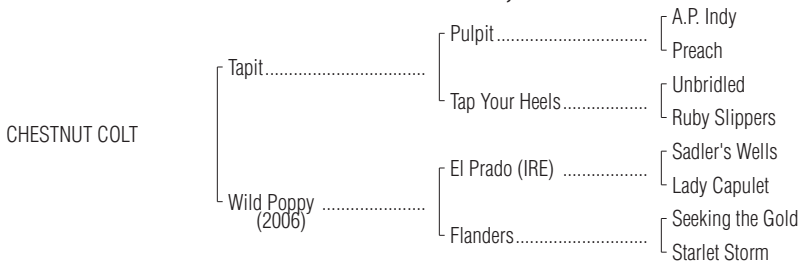 A.P. Indy
Pulpit................................
Preach
Tapit..................................
Unbridled
Tap Your Heels..................
Ruby Slippers
CHESTNUT COLT
Sadler's Wells
El Prado (IRE) ..................
Lady Capulet
Wild Poppy ......................
(2006)
Seeking the Gold
Flanders............................
Starlet Storm